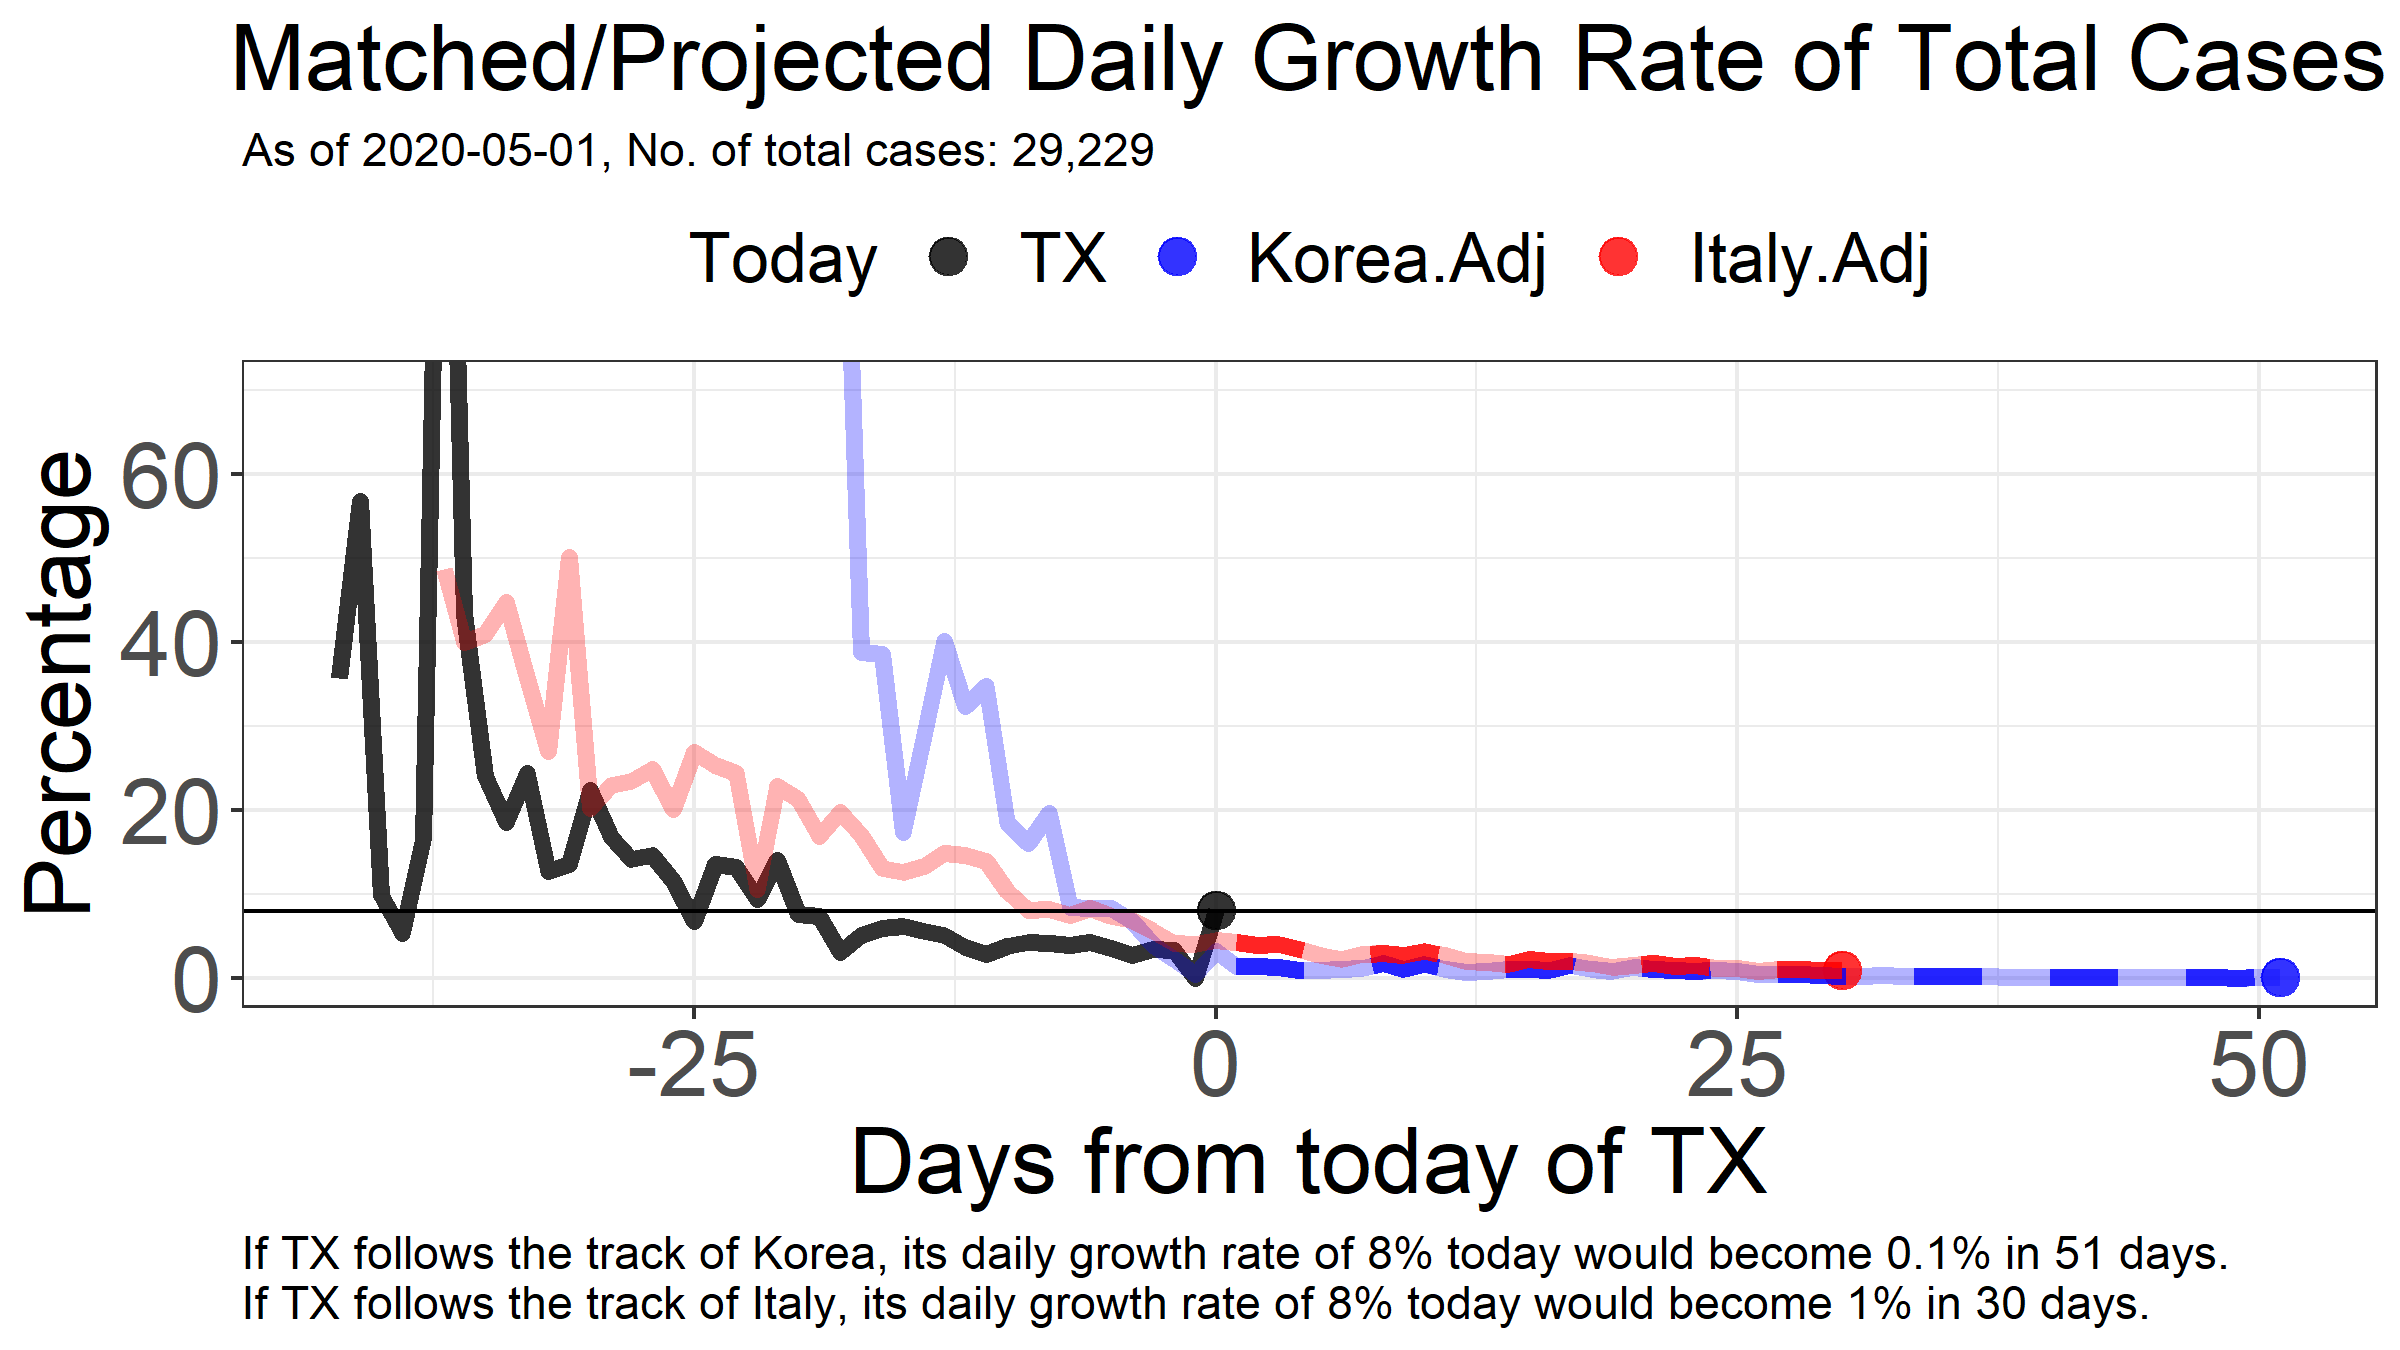 Matched/Projected Daily Growth Rate of Total Cases
As of 2020-05-01, No. of total cases: 29,229
Today TX Korea.Adj Italy.Adj
Percentage
60
40
20
0
-25 0 25 50
Days from today of TX
If TX follows the track of Korea, its daily growth rate of 8% today would become 0.1% in 51 days.
If TX follows the track of Italy, its daily growth rate of 8% today would become 1% in 30 days.